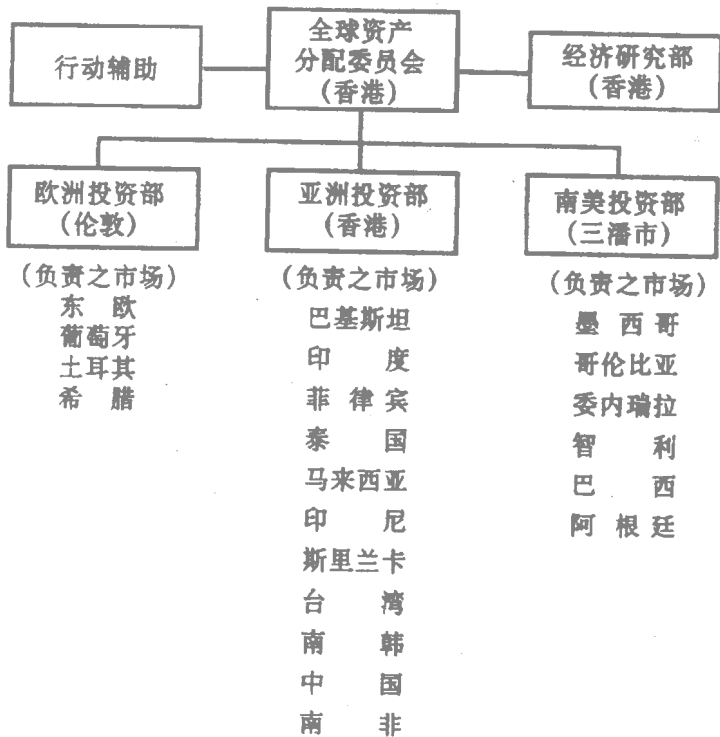 行动辅助
全球资产
分配委员会
(香港)
经济研究部
(香港)
欧洲投资部
(伦敦)
(负责之市场)
东欧
葡萄牙
土耳其
希腊
亚洲投资部
(香港)
(负责之市场)
巴基斯坦
印度
菲律宾
泰国
马来西亚
印尼
斯里兰卡
台湾
南韩
中国
南非
南美投资部
(三潘市)
(负责之市场)
墨西哥
哥伦比亚
委内瑞拉
智利
巴西
阿根廷